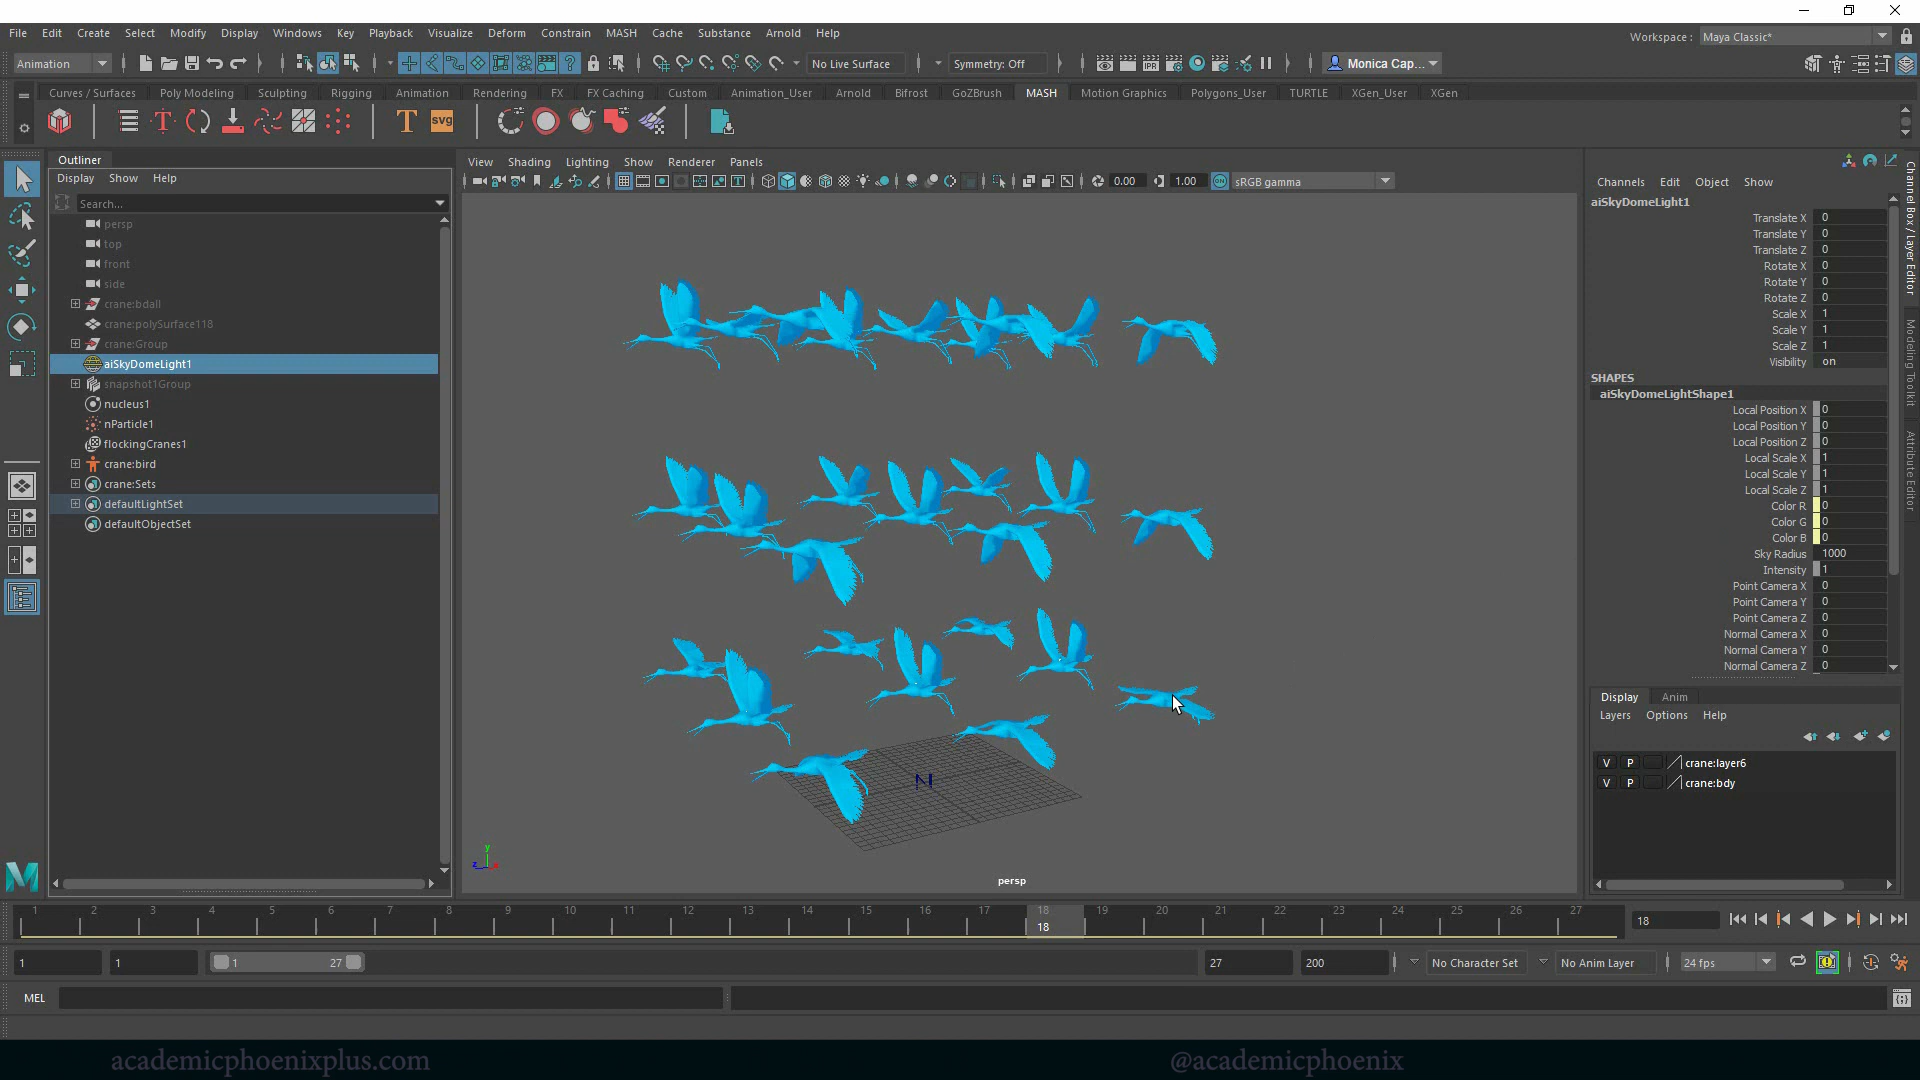 File Edit Create Select Modify Display Windows Key Playback Visualize Deform Constrain MASH Cache Substance Arnold Help
Workspace : Maya Classic*
Animation No Live Surface Symmetry: Off Monica Cap...
Curves / Surfaces Poly Modeling Sculpting Rigging Animation Rendering FX FX Caching Custom Animation_User Arnold Bifrost GoZBrush MASH Motion Graphics Polygons_User TURTLE XGen_User XGen
T T SVG
Outliner
Display Show Help
Search...
persp
top
front
side
crane:bdall
crane:polySurface118
crane:Group
aiSkyDomeLight1
snapshot1Group
nucleus1
nParticle1
flockingCranes1
crane:bird
crane:Sets
defaultLightSet
defaultObjectSet
View Shading Lighting Show Renderer Panels
0.00 1.00 ON sRGB gamma
N
y
z x
persp
Channels Edit Object Show
aiSkyDomeLight1
Translate X 0
Translate Y 0
Translate Z 0
Rotate X 0
Rotate Y 0
Rotate Z 0
Scale X 1
Scale Y 1
Scale Z 1
Visibility on
SHAPES
aiSkyDomeLightShape1
Local Position X 0
Local Position Y 0
Local Position Z 0
Local Scale X 1
Local Scale Y 1
Local Scale Z 1
Color R 0
Color G 0
Color B 0
Sky Radius 1000
Intensity 1
Point Camera X 0
Point Camera Y 0
Point Camera Z 0
Normal Camera X 0
Normal Camera Y 0
Normal Camera Z 0
Channel Box / Layer Editor
Modeling Toolkit
Attribute Editor
Display Anim
Layers Options Help
V P crane:layer6
V P crane:bdy
1 2 3 4 5 6 7 8 9 10 11 12 13 14 15 16 17 18 19 20 21 22 23 24 25 26 27
18 18
1 1 1 27 27 200 No Character Set No Anim Layer 24 fps
MEL
academicphoenixplus.com @academicphoenix